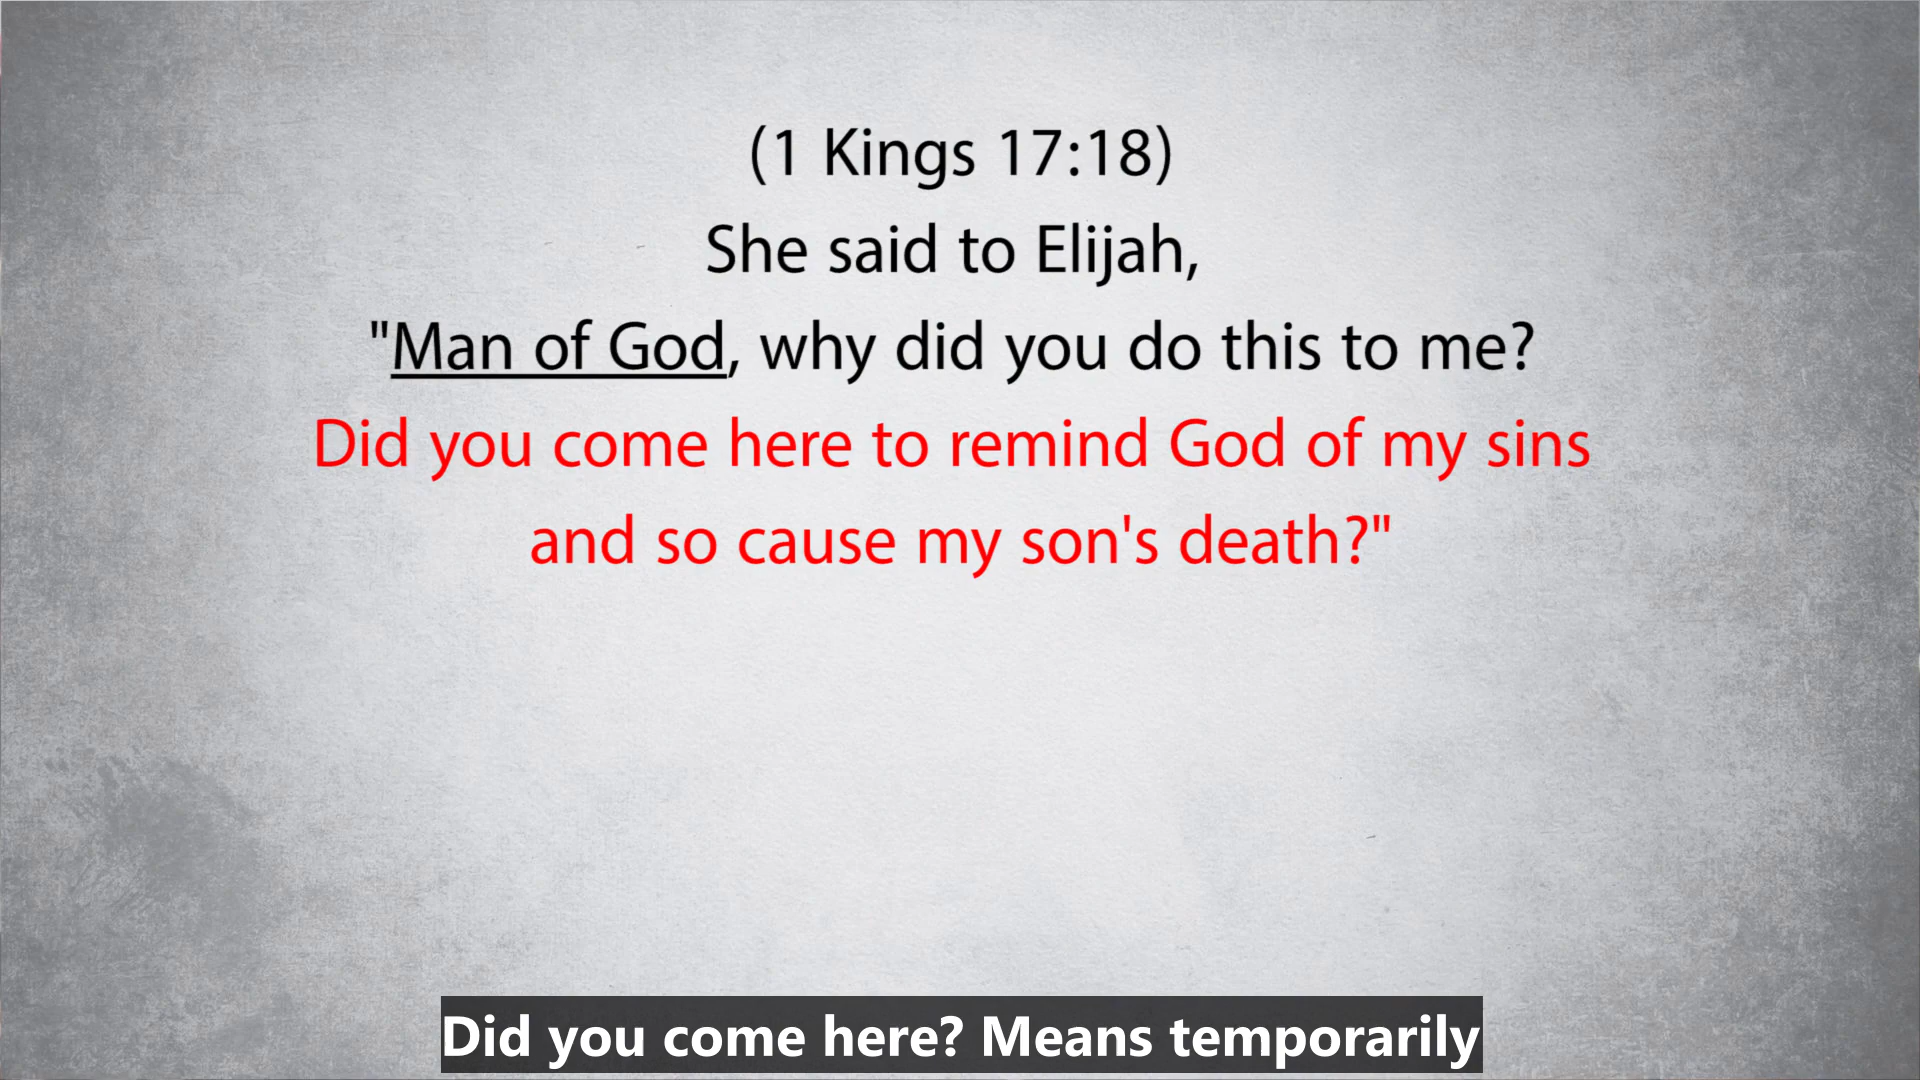 (1 Kings 17:18)
She said to Elijah,
"Man of God, why did you do this to me?
Did you come here to remind God of my sins
and so cause my son's death?"
Did you come here? Means temporarily